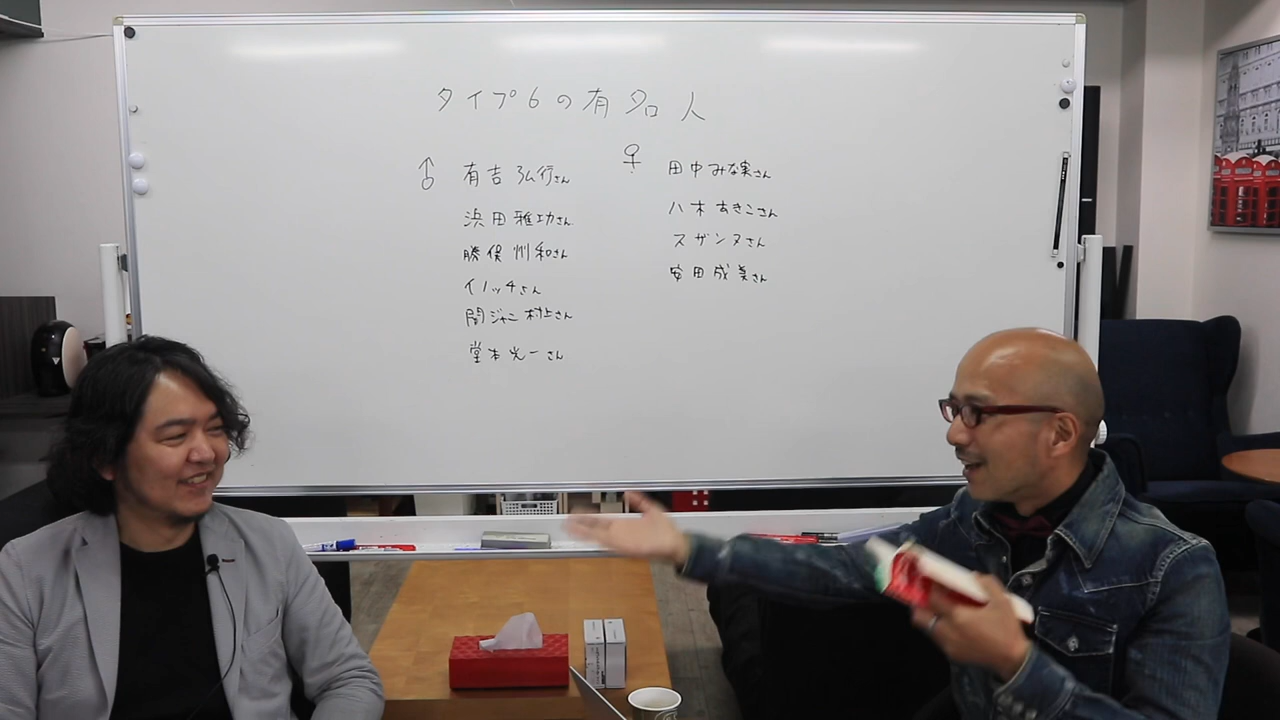 タイプ6の有名人
♂ 有吉弘行さん
浜田雅功さん
勝俣州和さん
イノッチさん
関ジャニ村上さん
堂本光一さん
♀ 田中みな実さん
八木あきこさん
スザンヌさん
安田成美さん